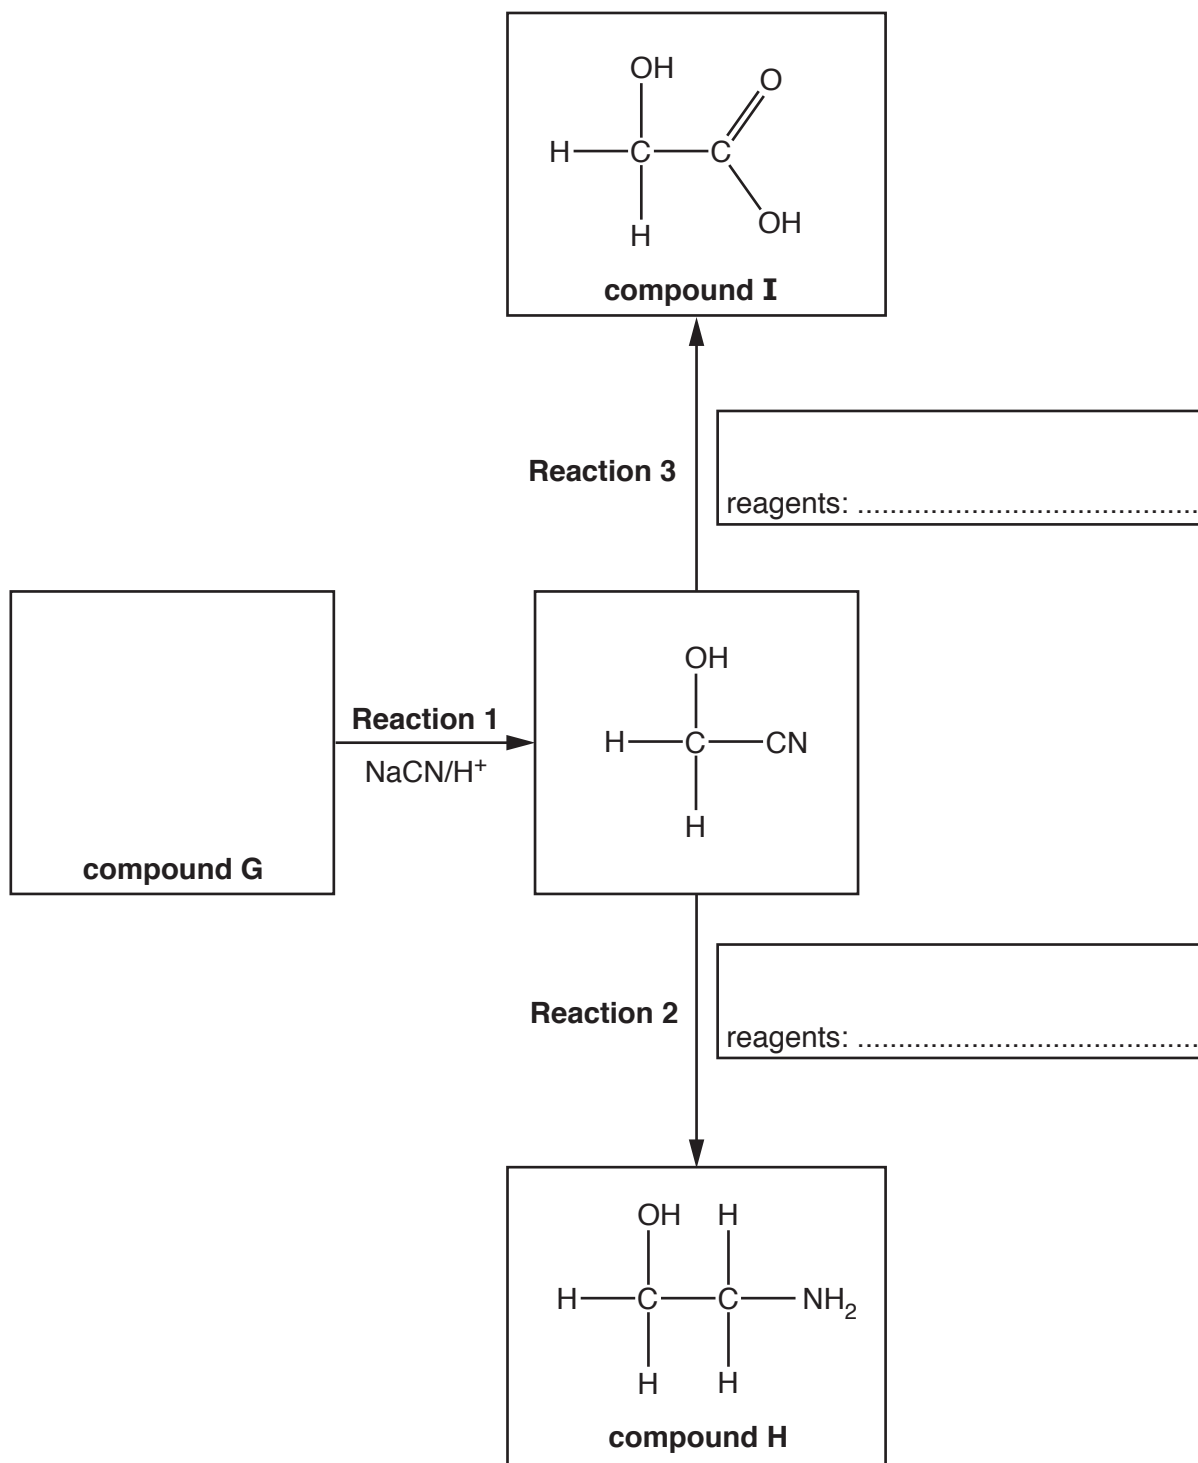 OH
O
H C C
OH
H
compound I
Reaction 3
reagents: ..........................................
OH
Reaction 1
H C CN
NaCN/H⁺
H
compound G
Reaction 2
reagents: ..........................................
OH H
H C C NH₂
H H
compound H